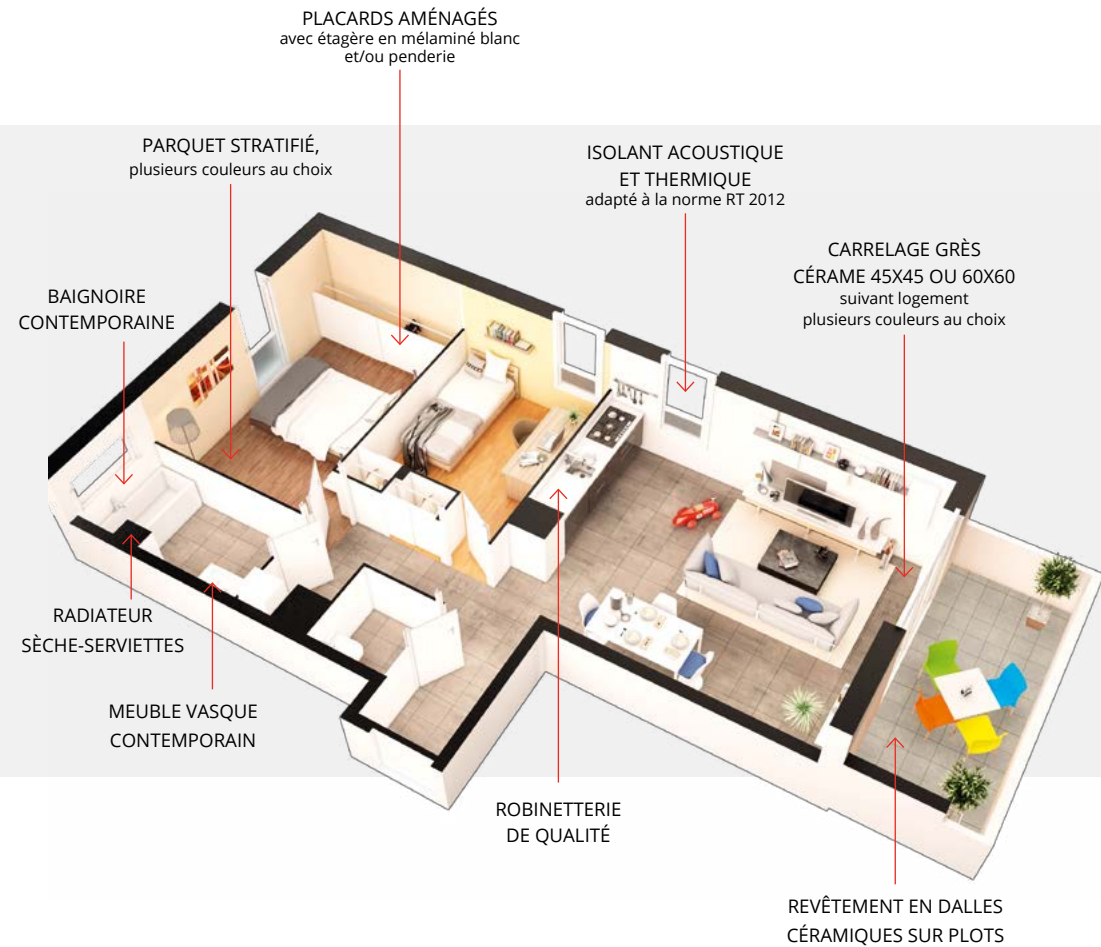 PLACARDS AMÉNAGÉS
avec étagère en mélaminé blanc
et/ou penderie
PARQUET STRATIFIÉ,
plusieurs couleurs au choix
ISOLANT ACOUSTIQUE
ET THERMIQUE
adapté à la norme RT 2012
CARRELAGE GRÈS
CÉRAME 45X45 OU 60X60
suivant logement
plusieurs couleurs au choix
BAIGNOIRE
CONTEMPORAINE
RADIATEUR
SÈCHE-SERVIETTES
MEUBLE VASQUE
CONTEMPORAIN
ROBINETTERIE
DE QUALITÉ
REVÊTEMENT EN DALLES
CÉRAMIQUES SUR PLOTS